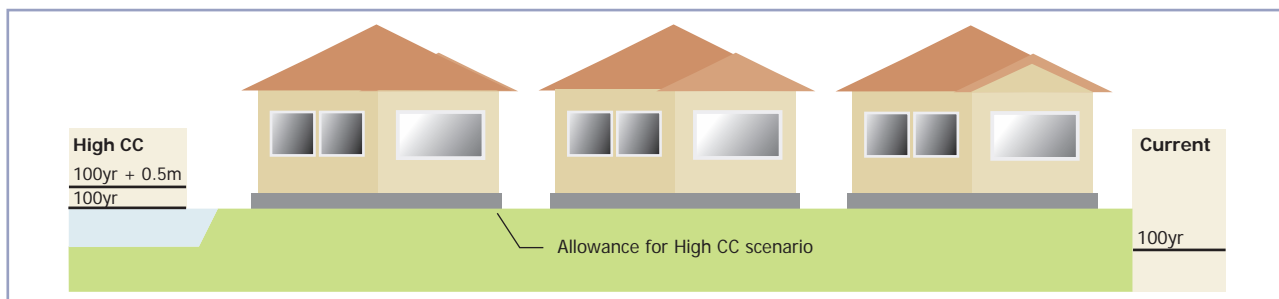 High CC
100yr + 0.5m
100yr
Allowance for High CC scenario
Current
100yr